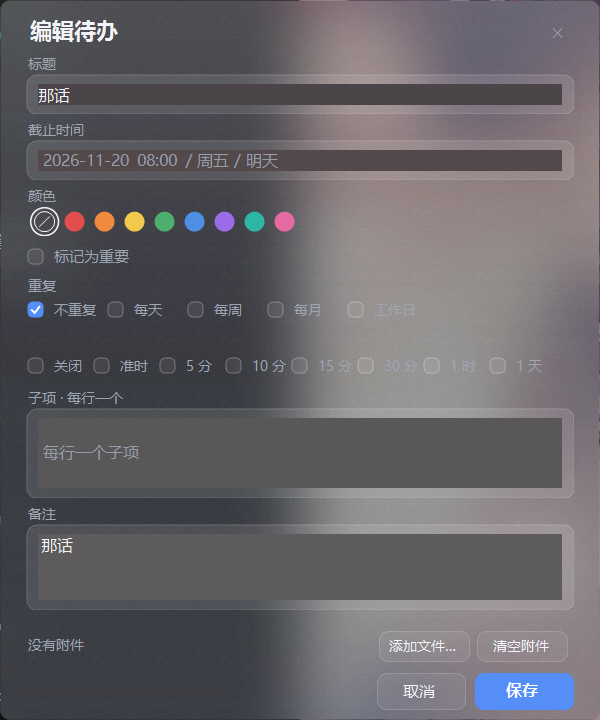 编辑待办
标题
那话
截止时间
2026-11-20 08:00 / 周五 / 明天
颜色
标记为重要
重复
不重复 每天 每周 每月 工作日
关闭 准时 5 分 10 分 15 分 30 分 1 时 1 天
子项 · 每行一个
每行一个子项
备注
那话
没有附件 添加文件... 清空附件
取消 保存